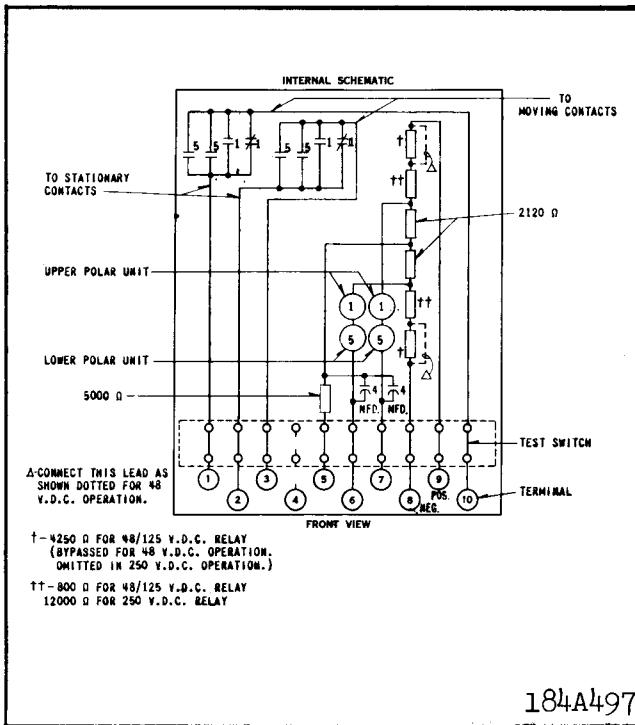 INTERNAL SCHEMATIC
TO
MOVING CONTACTS
5 5 1 1
5 5 1 1
†
Δ
††
TO STATIONARY
CONTACTS
2120 Ω
UPPER POLAR UNIT
1 1
††
5 5
LOWER POLAR UNIT
†
Δ
5000 Ω
4 4
MFD. MFD.
TEST SWITCH
Δ-CONNECT THIS LEAD AS
SHOWN DOTTED FOR 48
V.D.C. OPERATION.
1 3 5 7 9
POS.
2 4 6 8 10
NEG.
TERMINAL
FRONT VIEW
†-4250 Ω FOR 48/125 V.D.C. RELAY
(BYPASSED FOR 48 V.D.C. OPERATION.
OMITTED IN 250 V.D.C. OPERATION.)
††-800 Ω FOR 48/125 V.D.C. RELAY
12000 Ω FOR 250 V.D.C. RELAY
184A497